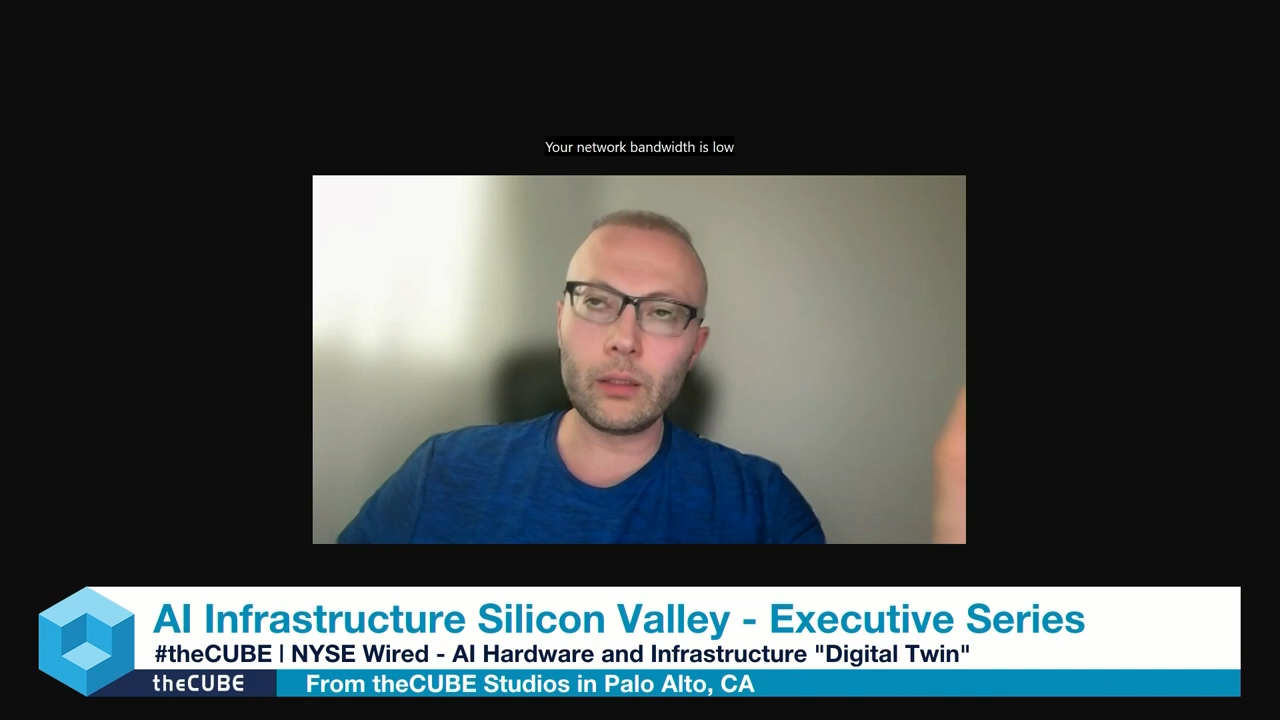 Your network bandwidth is low
AI Infrastructure Silicon Valley - Executive Series
#theCUBE | NYSE Wired - AI Hardware and Infrastructure "Digital Twin"
theCUBE
From theCUBE Studios in Palo Alto, CA